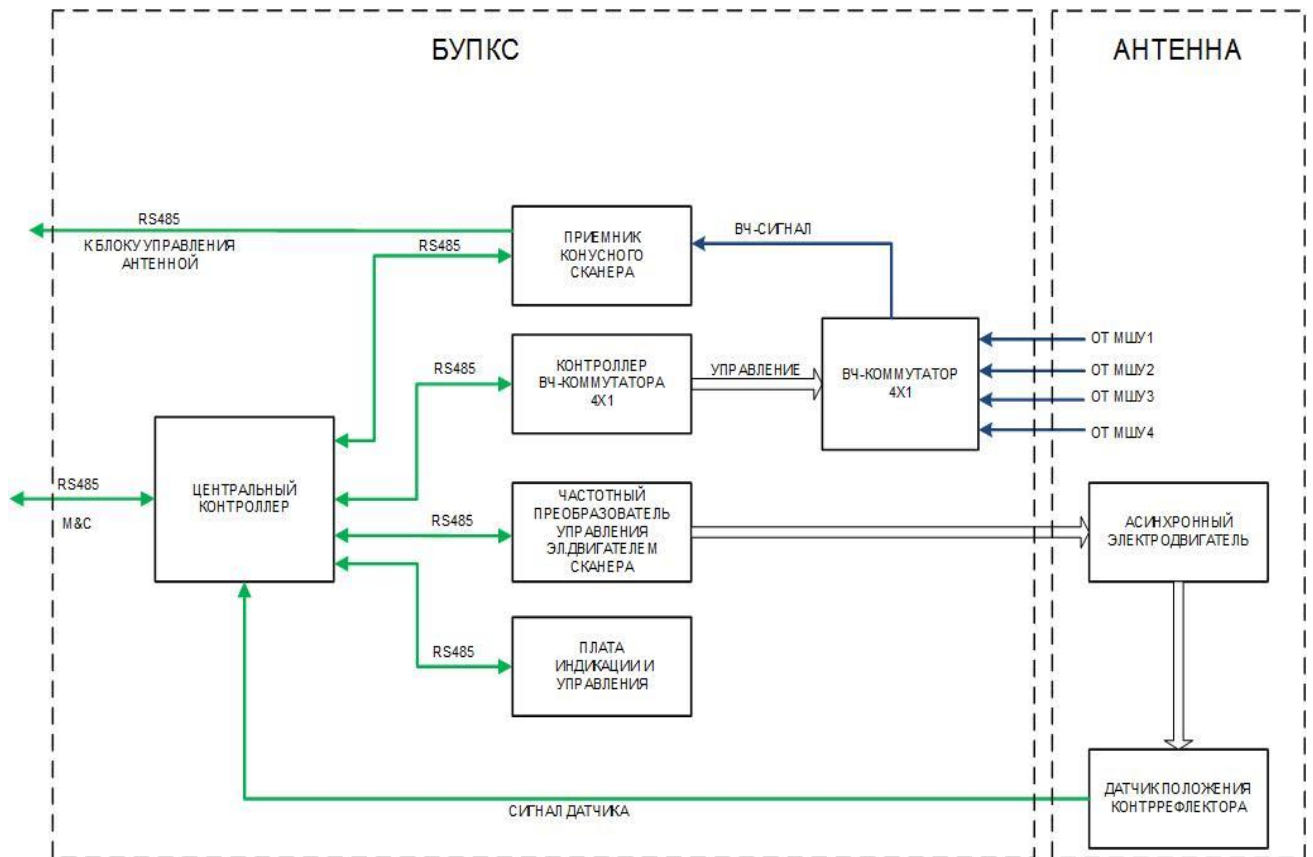 БУПКС
АНТЕННА
RS485
К БЛОКУ УПРАВЛЕНИЯ
АНТЕННОЙ
RS485
ПРИЕМНИК
КОНУСНОГО
СКАНЕРА
ВЧ-СИГНАЛ
RS485
КОНТРОЛЛЕР
ВЧ-КОММУТАТОРА
4X1
УПРАВЛЕНИЕ
ВЧ-КОММУТАТОР
4X1
ОТ МШУ1
ОТ МШУ2
ОТ МШУ3
ОТ МШУ4
RS485
M&C
ЦЕНТРАЛЬНЫЙ
КОНТРОЛЛЕР
RS485
ЧАСТОТНЫЙ
ПРЕОБРАЗОВАТЕЛЬ
УПРАВЛЕНИЯ
ЭЛ.ДВИГАТЕЛЕМ
СКАНЕРА
АСИНХРОННЫЙ
ЭЛЕКТРОДВИГАТЕЛЬ
RS485
ПЛАТА
ИНДИКАЦИИ И
УПРАВЛЕНИЯ
СИГНАЛ ДАТЧИКА
ДАТЧИК ПОЛОЖЕНИЯ
КОНТРРЕФЛЕКТОРА